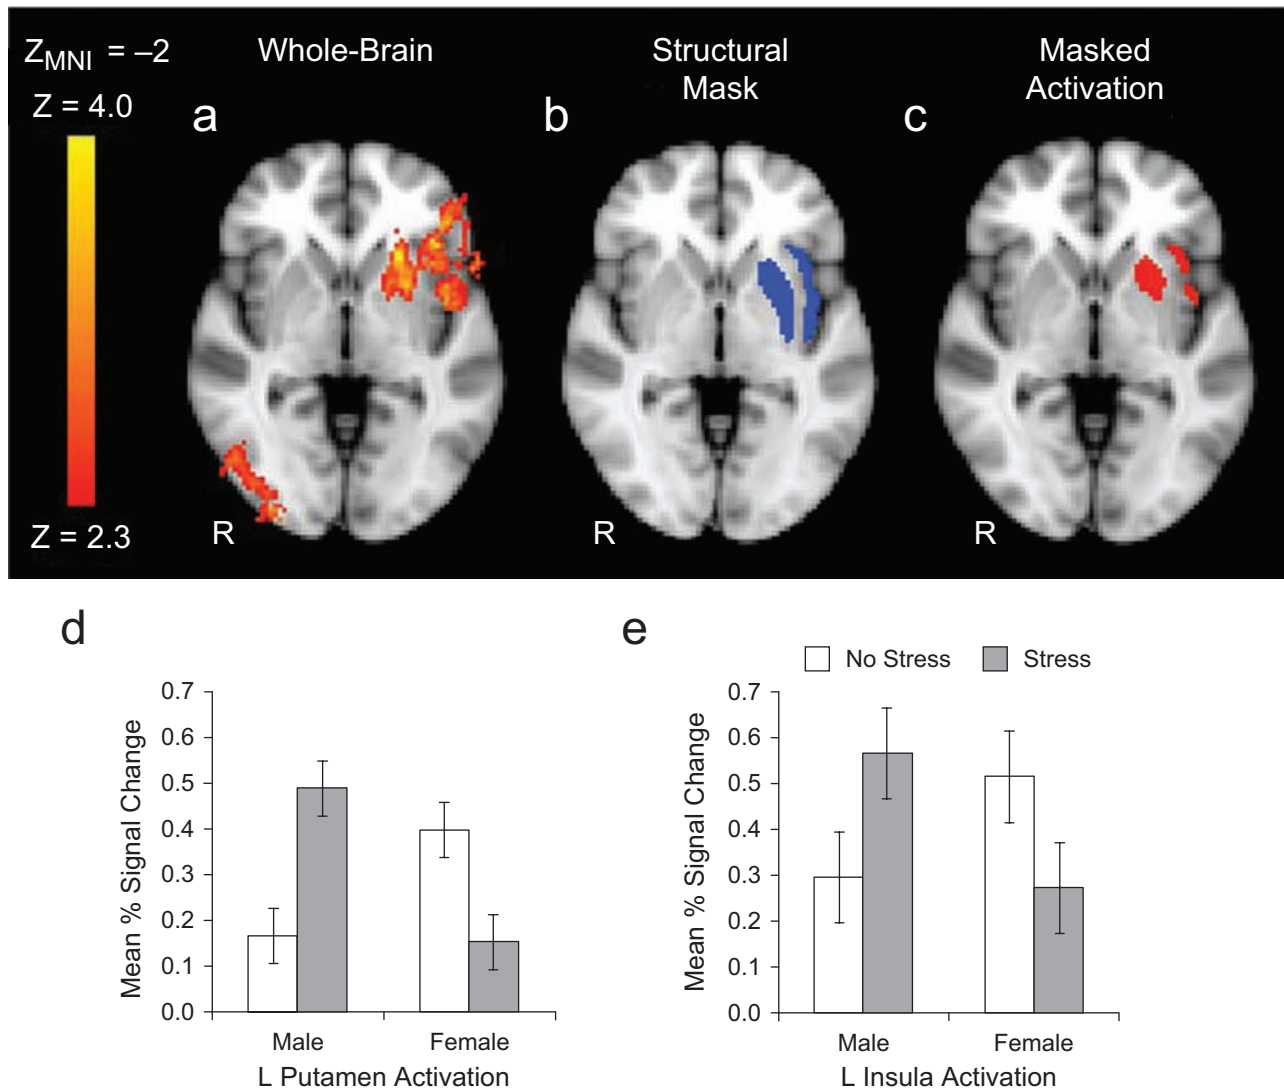 Z_MNI = –2
Z = 4.0
Z = 2.3
Whole-Brain
a
R
Structural
Mask
b
R
Masked
Activation
c
R
d
Mean % Signal Change
0.7
0.6
0.5
0.4
0.3
0.2
0.1
0.0
Male
Female
L Putamen Activation
e
No Stress
Stress
Mean % Signal Change
0.7
0.6
0.5
0.4
0.3
0.2
0.1
0.0
Male
Female
L Insula Activation